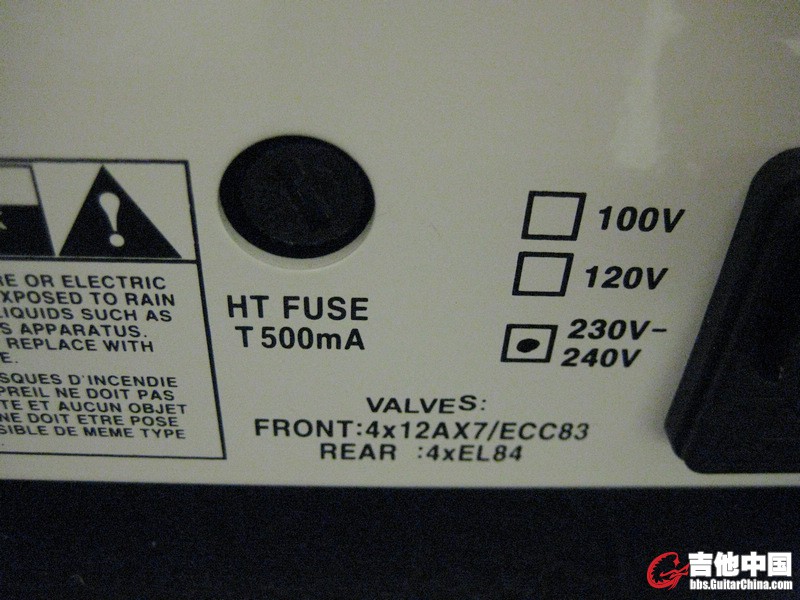 RE OR ELECTRIC
XPOSED TO RAIN
LIQUIDS SUCH AS
S APPARATUS.
REPLACE WITH
E.
SQUES D'INCENDIE
PREIL NE DOIT PAS
TE ET AUCUN OBJET
NE DOIT ETRE POSE
SIBLE DE MEME TYPE
HT FUSE
T 500mA
100V
120V
230V-
240V
VALVES:
FRONT:4x12AX7/ECC83
REAR :4xEL84
吉他中国
bbs.GuitarChina.com